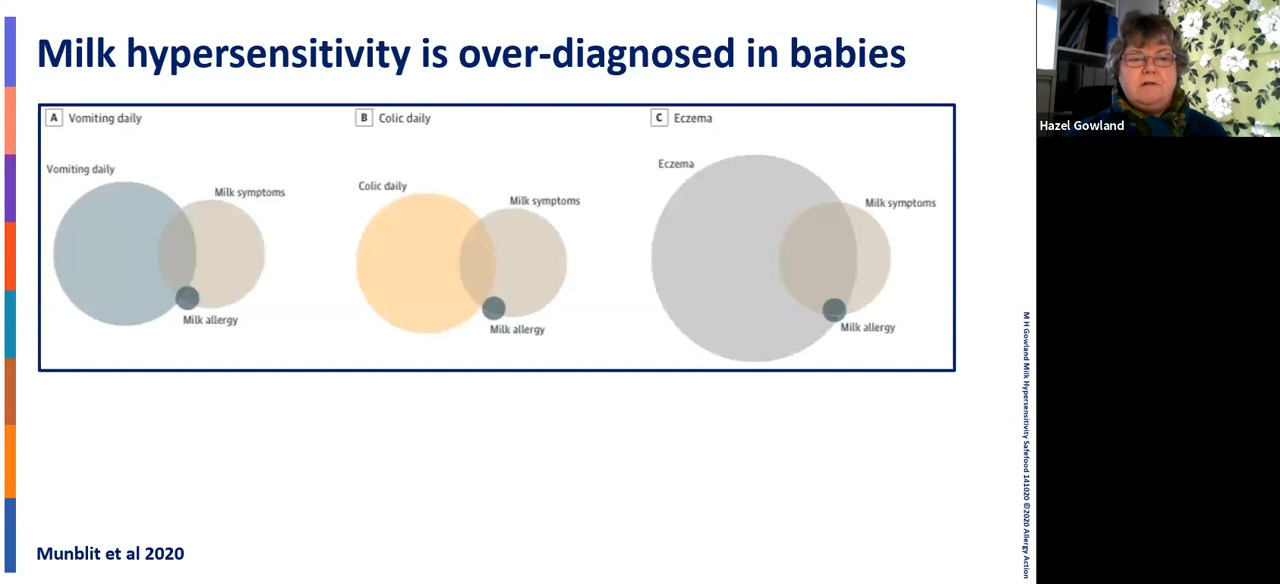 Milk hypersensitivity is over-diagnosed in babies
A Vomiting daily
Vomiting daily
Milk symptoms
Milk allergy
B Colic daily
Colic daily
Milk symptoms
Milk allergy
C Eczema
Eczema
Milk symptoms
Milk allergy
Munblit et al 2020
M H Gowland Milk Hypersensitivity Safefood 141020 ©2020 Allergy Action
Hazel Gowland